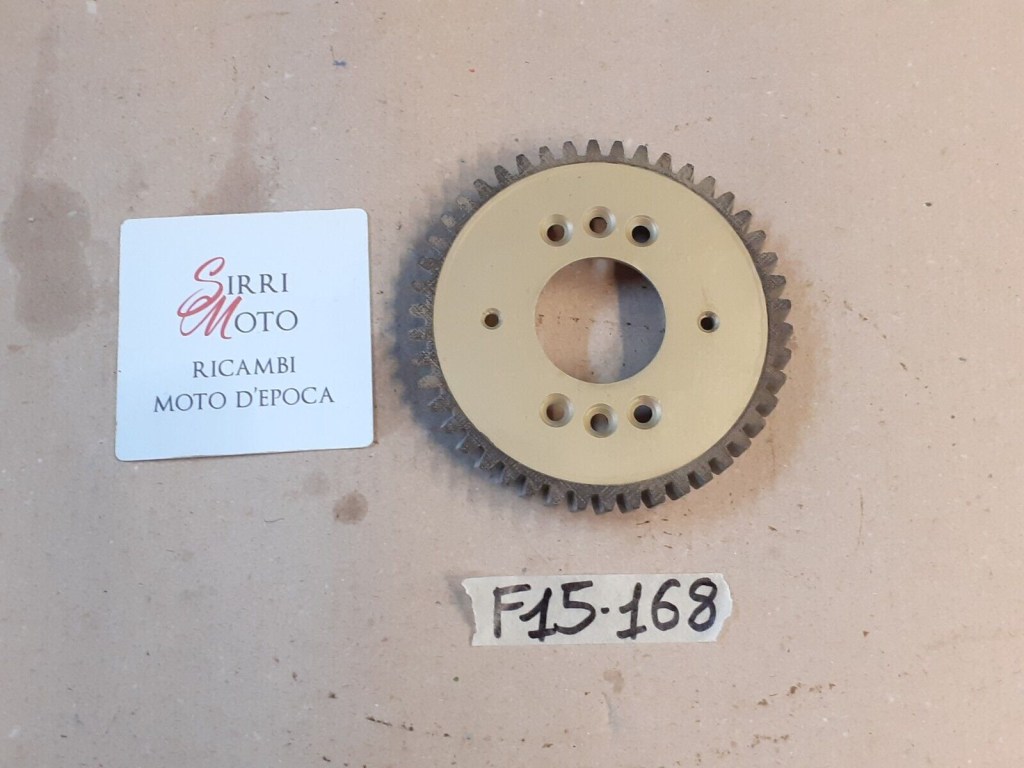 SIRRI
MOTO
RICAMBI
MOTO D'EPOCA
F15-168